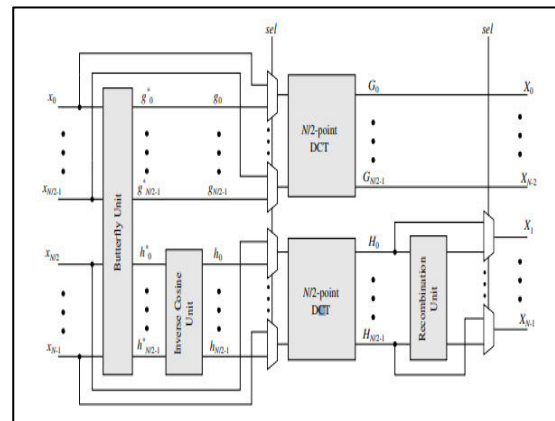 sel sel
x0 g*0 g0 G0 X0
N/2-point
DCT
xN/2-1 g*N/2-1 gN/2-1 GN/2-1 XN-2
Butterfly Unit
xN/2 h*0 h0 H0 X1
Inverse Cosine
Unit
N/2-point
DCT
Recombination
Unit
xN-1 h*N/2-1 hN/2-1 HN/2-1 XN-1